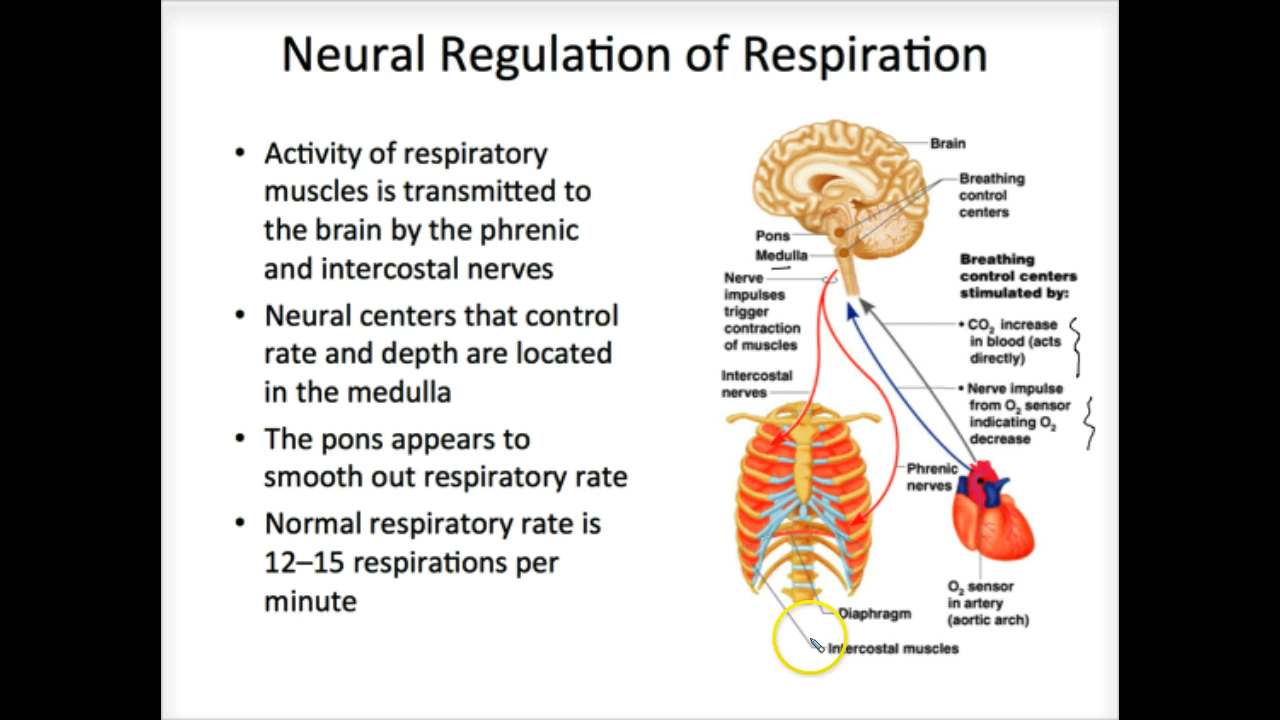 Neural Regulation of Respiration
• Activity of respiratory
muscles is transmitted to
the brain by the phrenic
and intercostal nerves
• Neural centers that control
rate and depth are located
in the medulla
• The pons appears to
smooth out respiratory rate
• Normal respiratory rate is
12–15 respirations per
minute
Brain
Breathing
control
centers
Pons
Medulla
Nerve
impulses
trigger
contraction
of muscles
Breathing
control centers
stimulated by:
• CO₂ increase
in blood (acts
directly)
Intercostal
nerves
• Nerve impulse
from O₂ sensor
indicating O₂
decrease
Phrenic
nerves
O₂ sensor
in artery
(aortic arch)
Diaphragm
Intercostal muscles